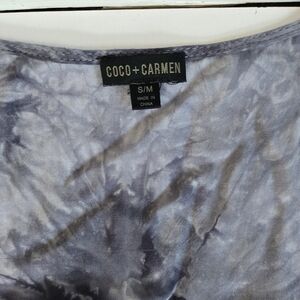 COCO + CARMEN
S/M
MADE IN
CHINA